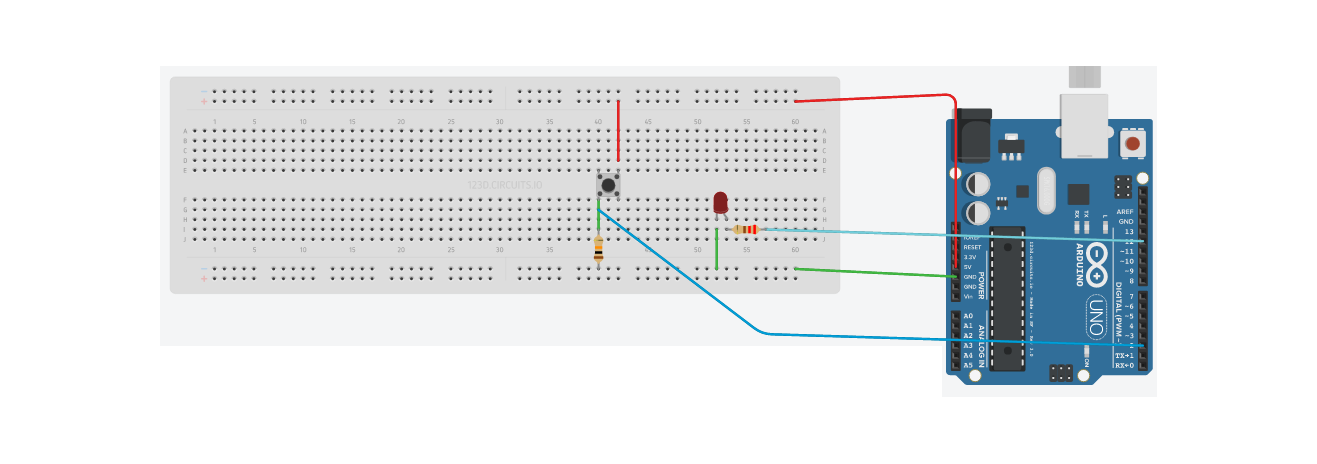 − −
+ +
1 5 10 15 20 25 30 35 40 45 50 55 60
A A
B B
C C
D D
E E
123D.CIRCUITS.IO
F F
G G
H H
I I
J J
1 5 10 15 20 25 30 35 40 45 50 55 60
− −
+ +
AREF
GND
13
12
~11
~10
~9
8
7
~6
~5
4
~3
2
TX→1
RX←0
DIGITAL (PWM~)
RX
TX
L
ARDUINO
UNO
ON
IOREF
RESET
3.3V
5V
GND
GND
Vin
POWER
A0
A1
A2
A3
A4
A5
ANALOG IN